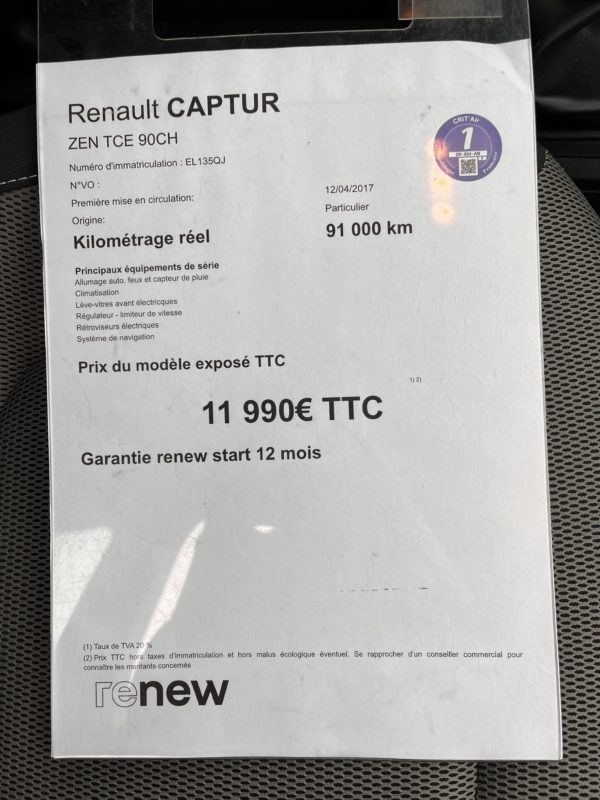 Renault CAPTUR
ZEN TCE 90CH
CRIT'Air
1
Numéro d'immatriculation : EL135QJ
N°VO :
Première mise en circulation: 12/04/2017
Origine: Particulier
Kilométrage réel 91 000 km
Principaux équipements de série
Allumage auto. feux et capteur de pluie
Climatisation
Lève-vitres avant électricques
Régulateur - limiteur de vitesse
Rétroviseurs électriques
Système de navigation
Prix du modèle exposé TTC
1) 2)
11 990€ TTC
Garantie renew start 12 mois
(1) Taux de TVA 20 %
(2) Prix TTC hors taxes d'immatriculation et hors malus écologique éventuel. Se rapprocher d'un conseiller commercial pour
connaître les montants concernés
renew